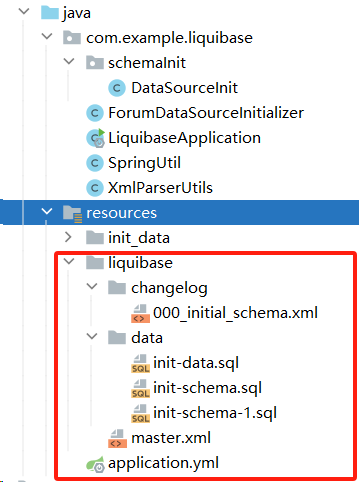 java
com.example.liquibase
schemaInit
DataSourceInit
ForumDataSourceInitializer
LiquibaseApplication
SpringUtil
XmlParserUtils
resources
init_data
liquibase
changelog
000_initial_schema.xml
data
init-data.sql
init-schema.sql
init-schema-1.sql
master.xml
application.yml